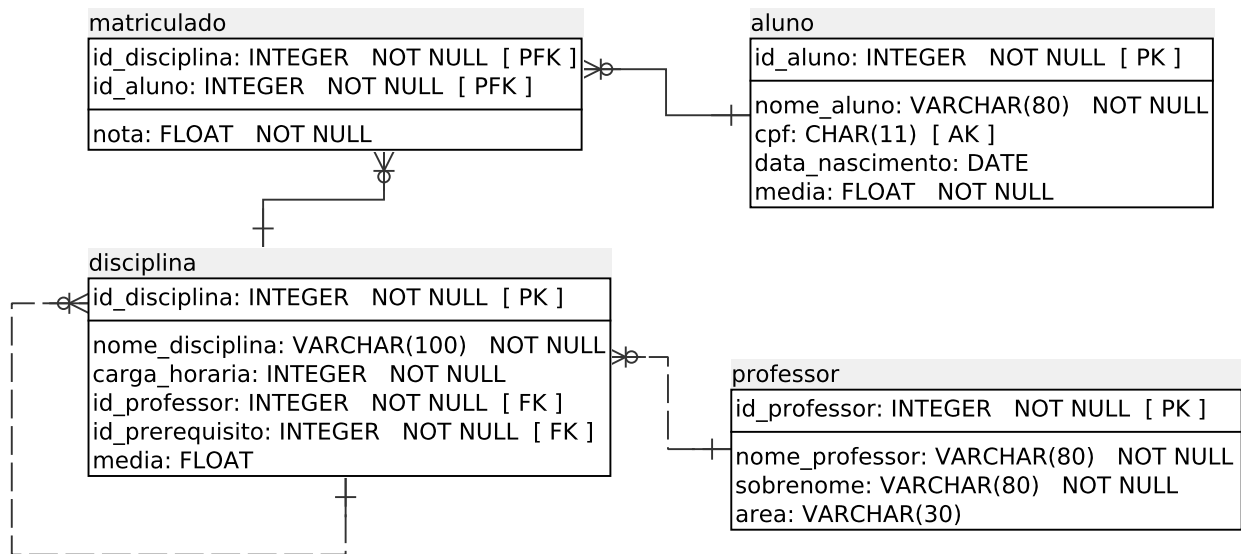 matriculado
id_disciplina: INTEGER NOT NULL [ PFK ]
id_aluno: INTEGER NOT NULL [ PFK ]
nota: FLOAT NOT NULL
aluno
id_aluno: INTEGER NOT NULL [ PK ]
nome_aluno: VARCHAR(80) NOT NULL
cpf: CHAR(11) [ AK ]
data_nascimento: DATE
media: FLOAT NOT NULL
disciplina
id_disciplina: INTEGER NOT NULL [ PK ]
nome_disciplina: VARCHAR(100) NOT NULL
carga_horaria: INTEGER NOT NULL
id_professor: INTEGER NOT NULL [ FK ]
id_prerequisito: INTEGER NOT NULL [ FK ]
media: FLOAT
professor
id_professor: INTEGER NOT NULL [ PK ]
nome_professor: VARCHAR(80) NOT NULL
sobrenome: VARCHAR(80) NOT NULL
area: VARCHAR(30)